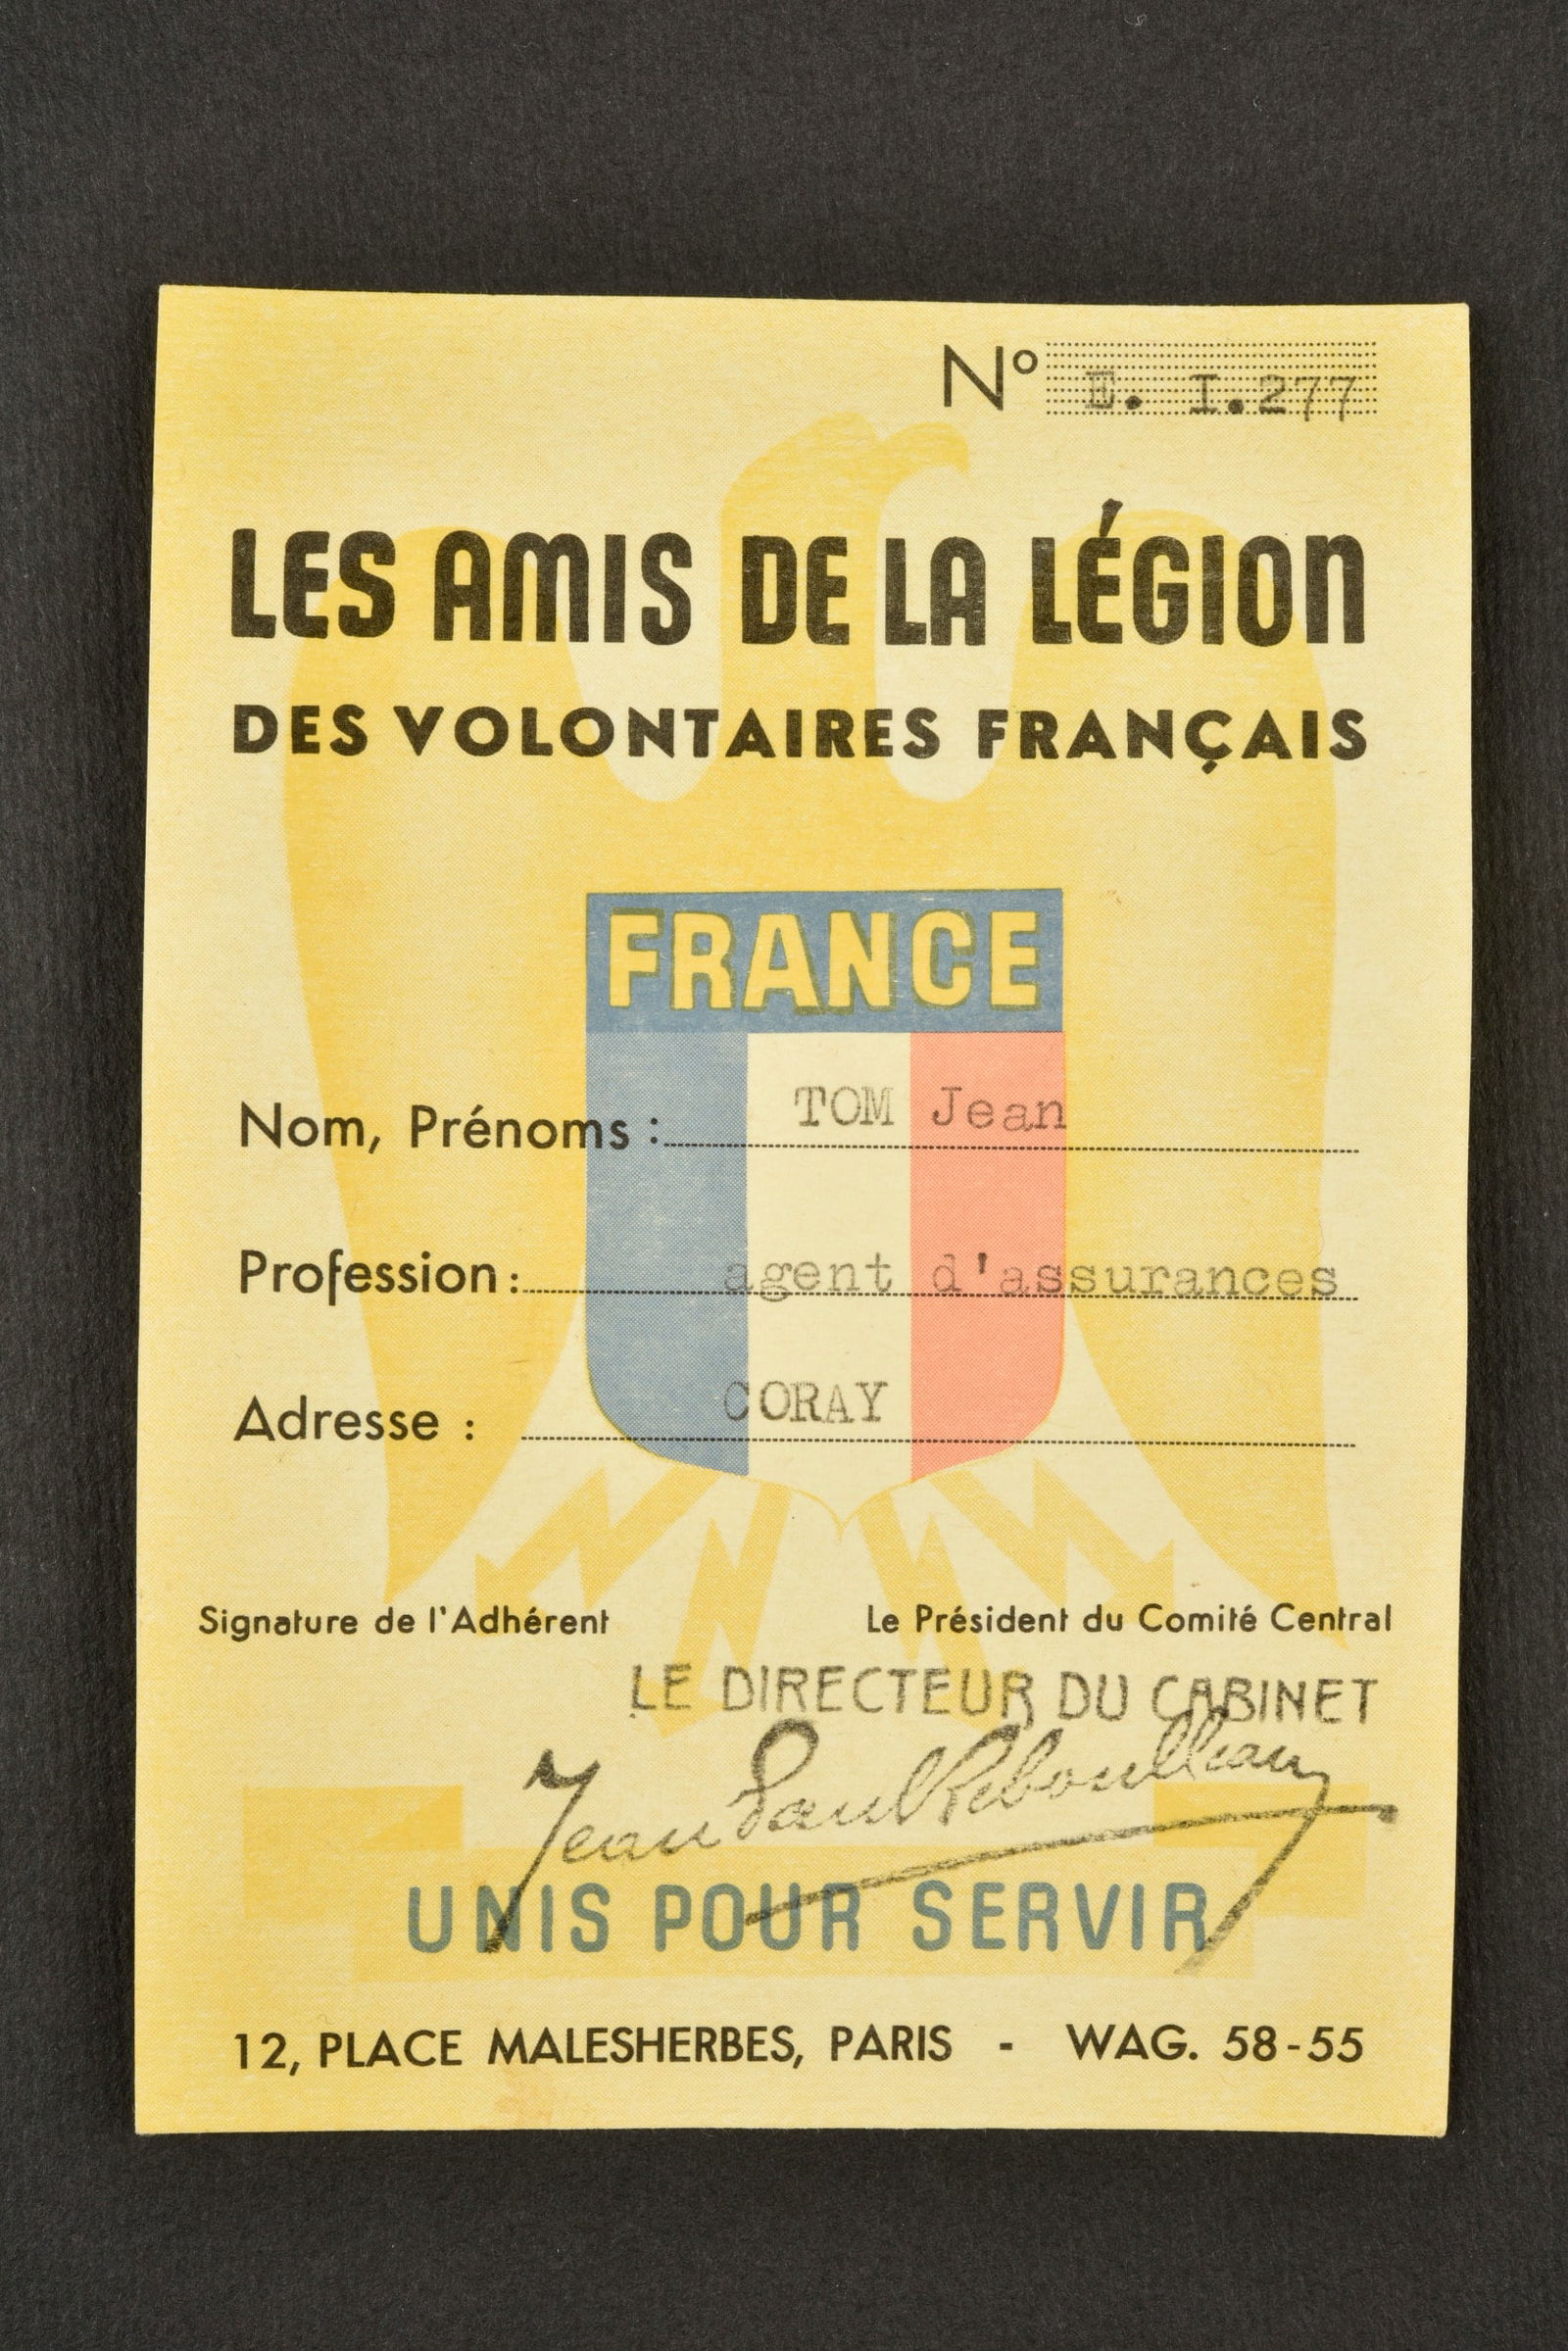 N° E. I.277
LES AMIS DE LA LÉGION
DES VOLONTAIRES FRANÇAIS
FRANCE
Nom, Prénoms : TOM Jean
Profession : agent d'assurances
Adresse : CORAY
Signature de l'Adhérent Le Président du Comité Central
LE DIRECTEUR DU CABINET
Jean Paul
UNIS POUR SERVIR
12, PLACE MALESHERBES, PARIS - WAG. 58-55